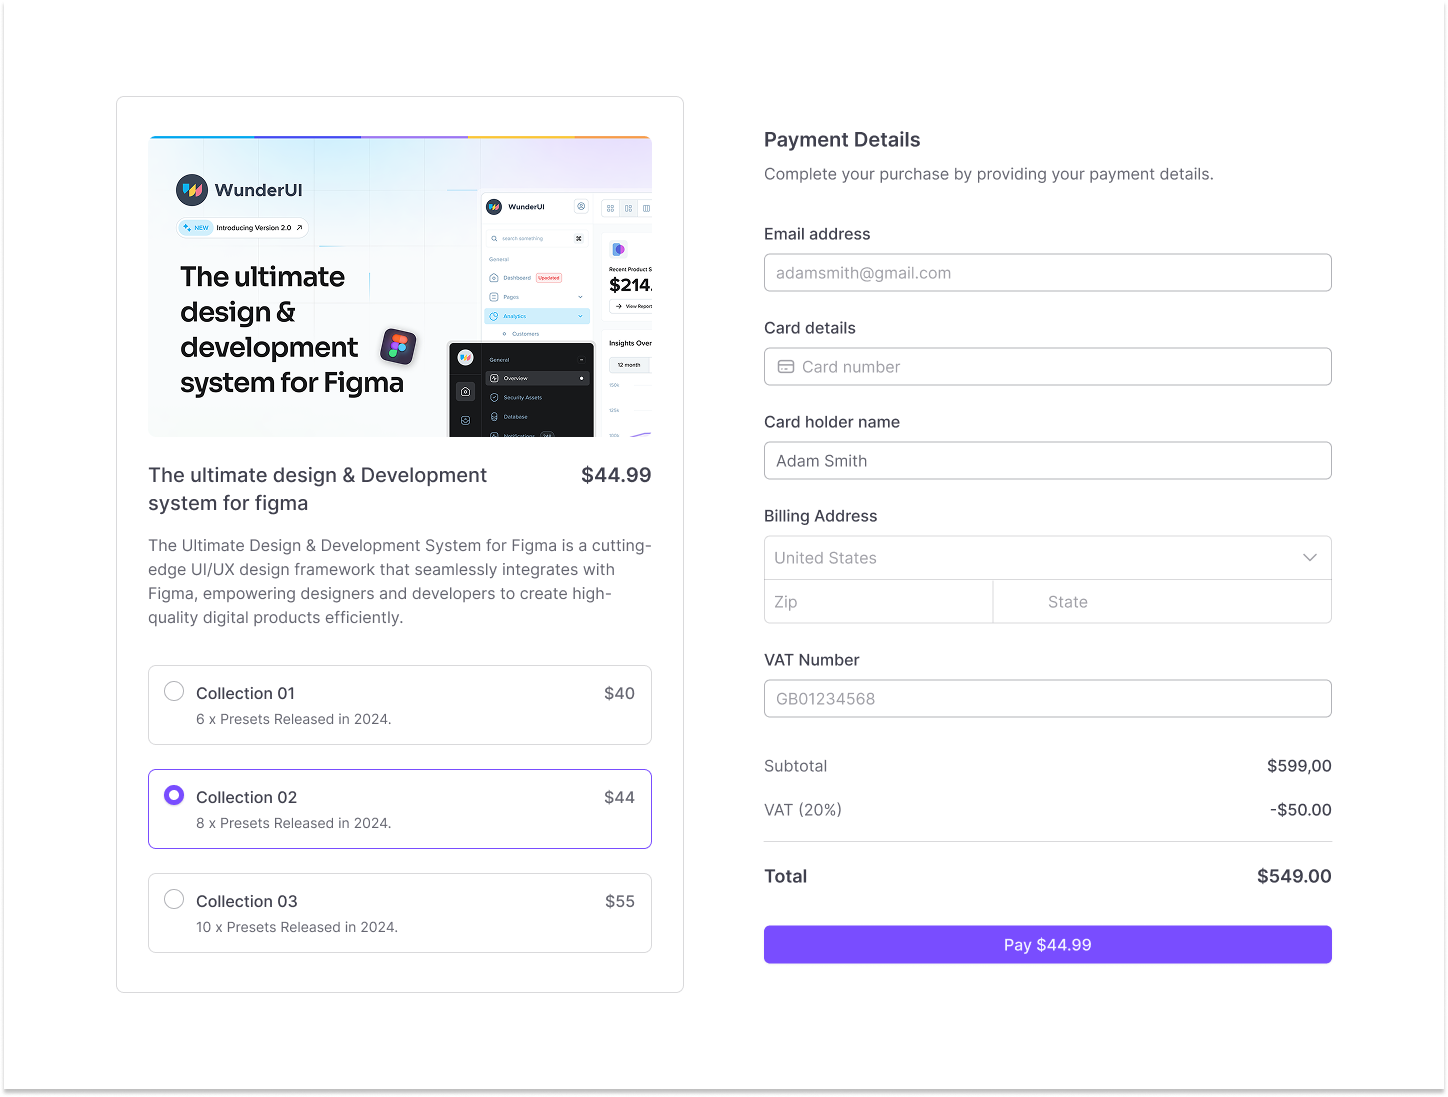 WunderUI
NEW Introducing Version 2.0
The ultimate
design &
development
system for Figma
WunderUI
search something
General
Dashboard Updated
Pages
Analytics
Customers
General
Overview
Security Assets
Database
Notifications
Recent Product S
$214.
View Report
Insights Over
12 month
150k
125k
100k
The ultimate design & Development
system for figma
$44.99
The Ultimate Design & Development System for Figma is a cutting-
edge UI/UX design framework that seamlessly integrates with
Figma, empowering designers and developers to create high-
quality digital products efficiently.
Collection 01 $40
6 x Presets Released in 2024.
Collection 02 $44
8 x Presets Released in 2024.
Collection 03 $55
10 x Presets Released in 2024.
Payment Details
Complete your purchase by providing your payment details.
Email address
adamsmith@gmail.com
Card details
Card number
Card holder name
Adam Smith
Billing Address
United States
Zip State
VAT Number
GB01234568
Subtotal $599,00
VAT (20%) -$50.00
Total $549.00
Pay $44.99